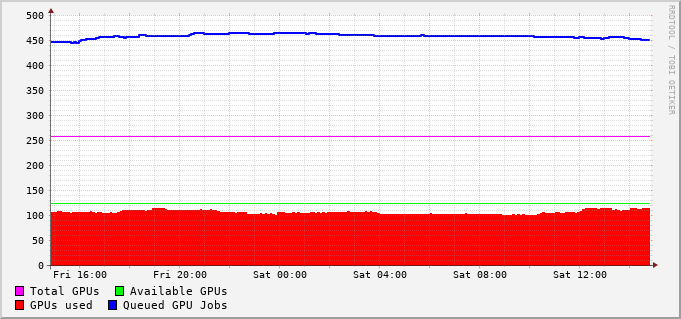 500
450
400
350
300
250
200
150
100
50
0
Fri 16:00 Fri 20:00 Sat 00:00 Sat 04:00 Sat 08:00 Sat 12:00
Total GPUs Available GPUs
GPUs used Queued GPU Jobs
RRDTOOL / TOBI OETIKER